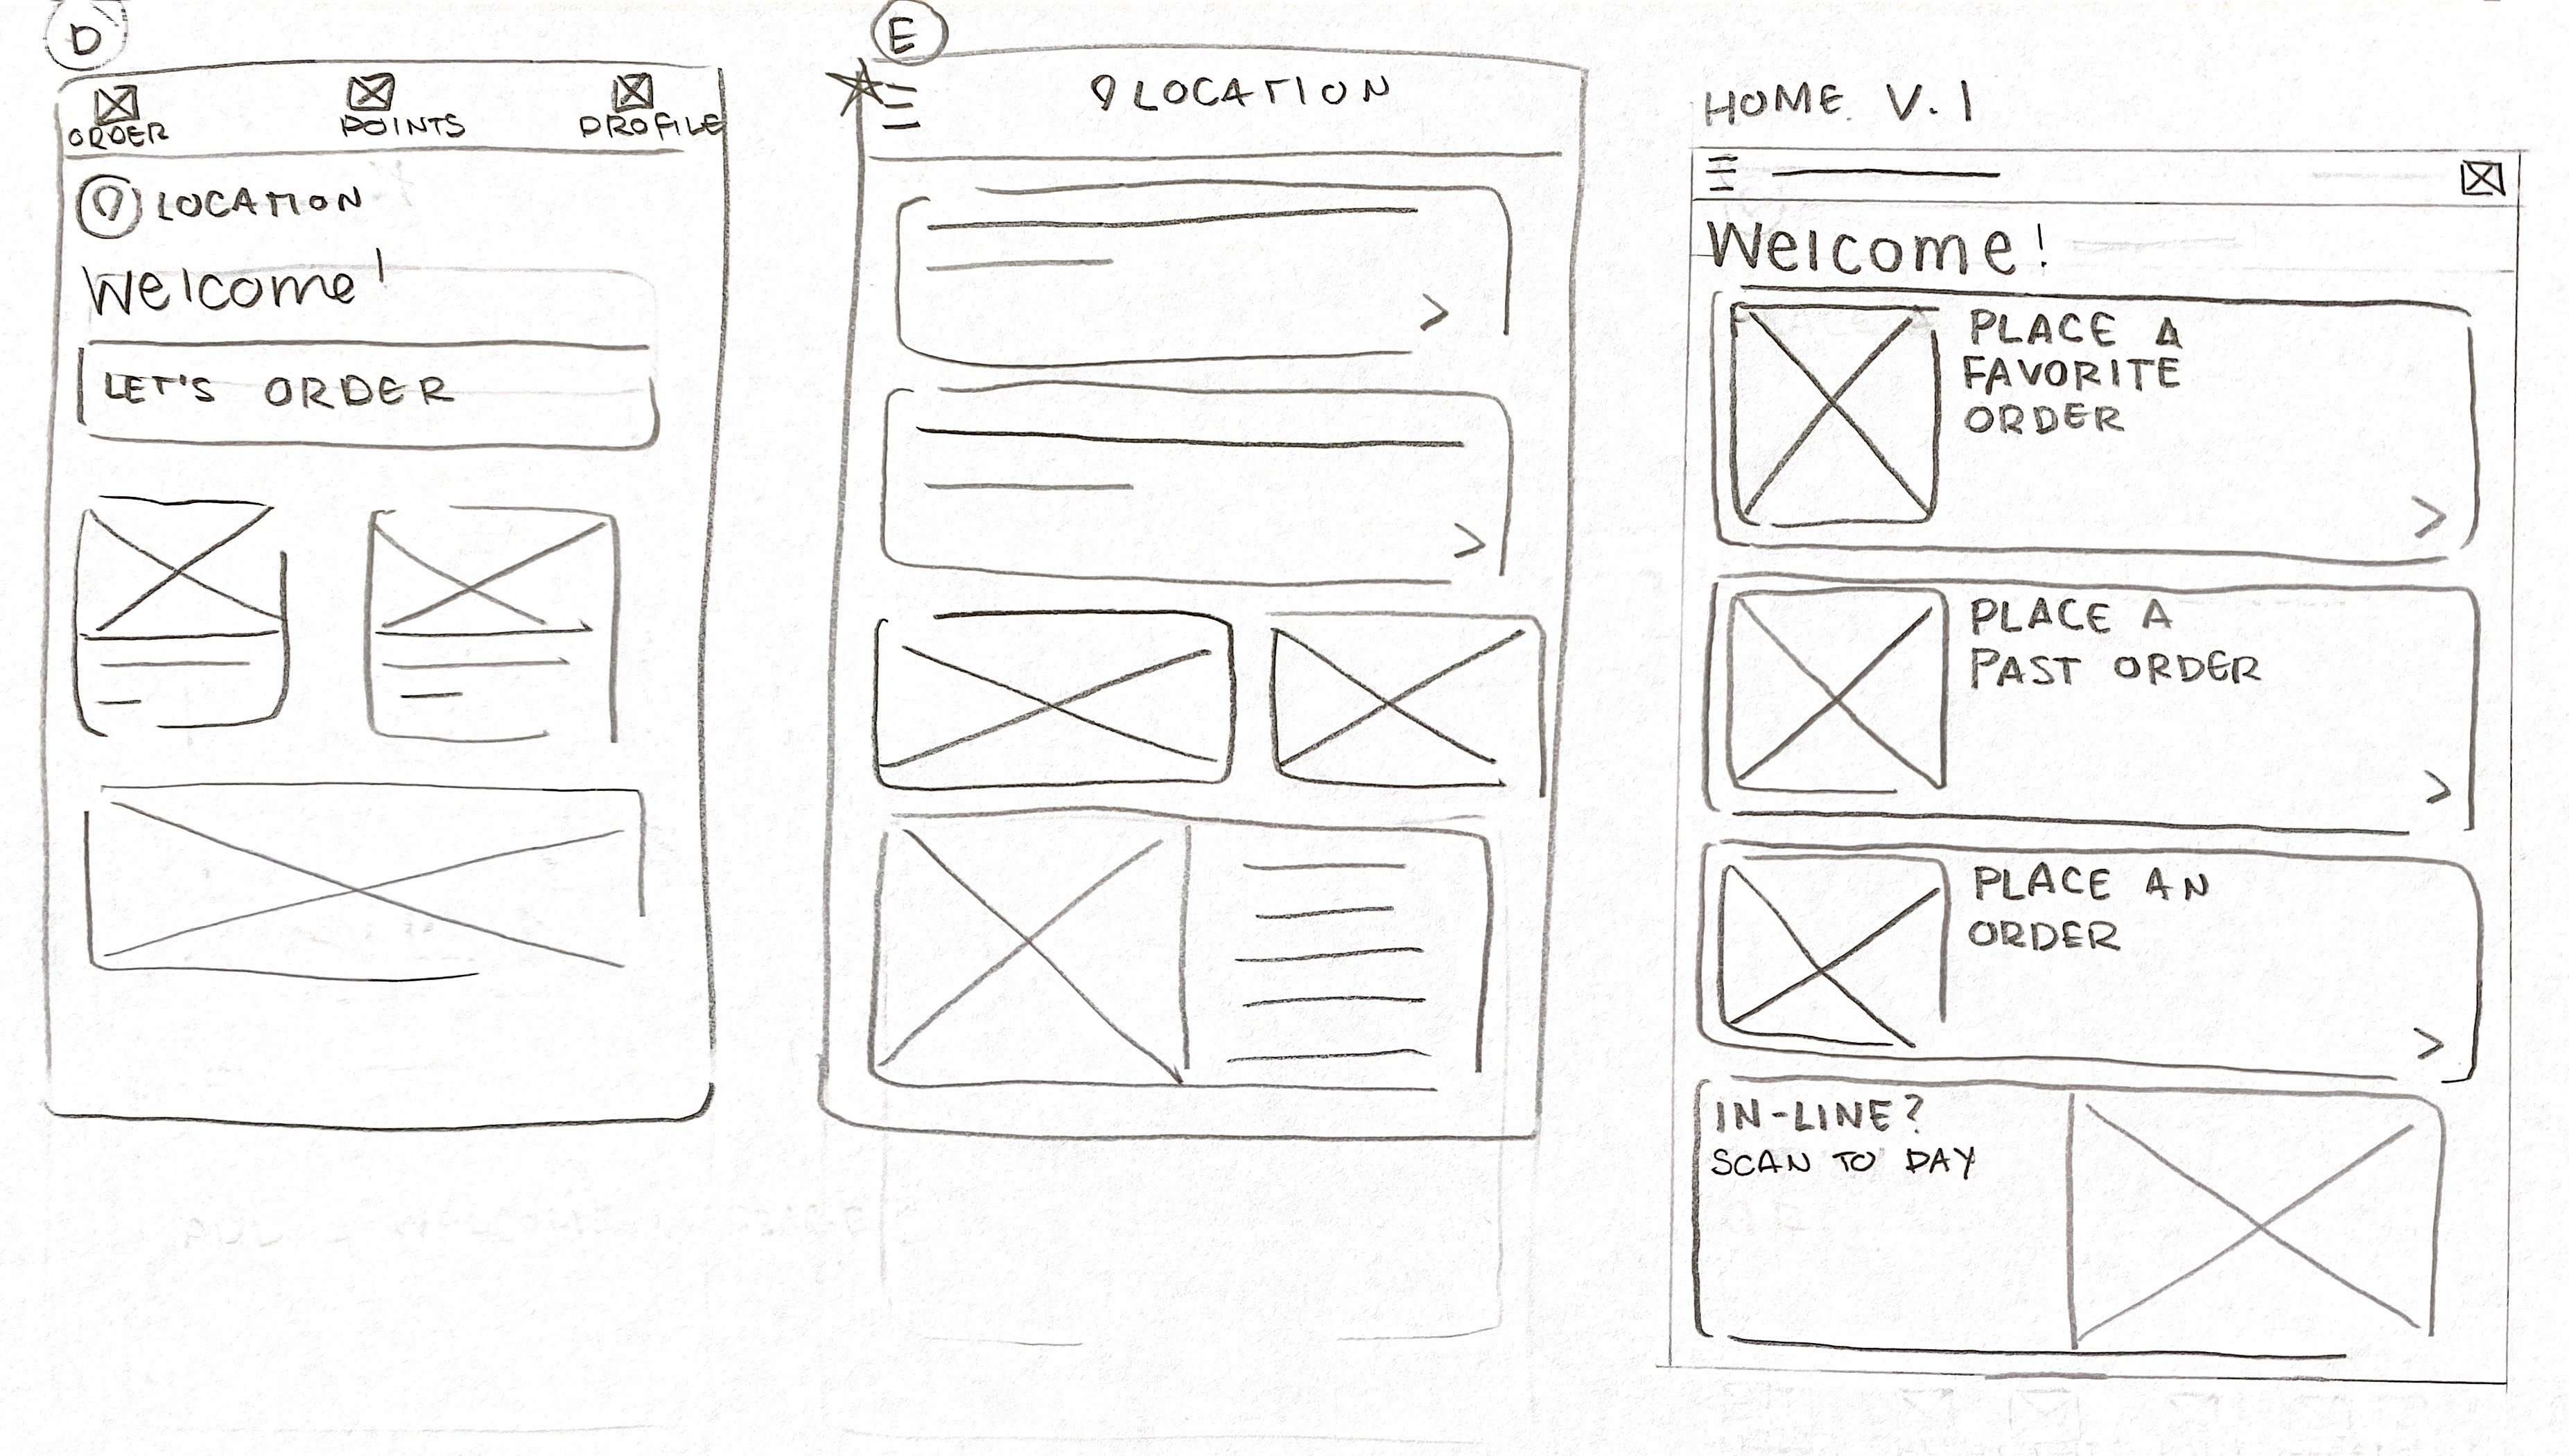 D
ORDER
POINTS
PROFILE
LOCATION
Welcome!
LET'S ORDER
E
LOCATION
HOME V.1
Welcome!
PLACE A
FAVORITE
ORDER
PLACE A
PAST ORDER
PLACE AN
ORDER
IN-LINE?
SCAN TO PAY